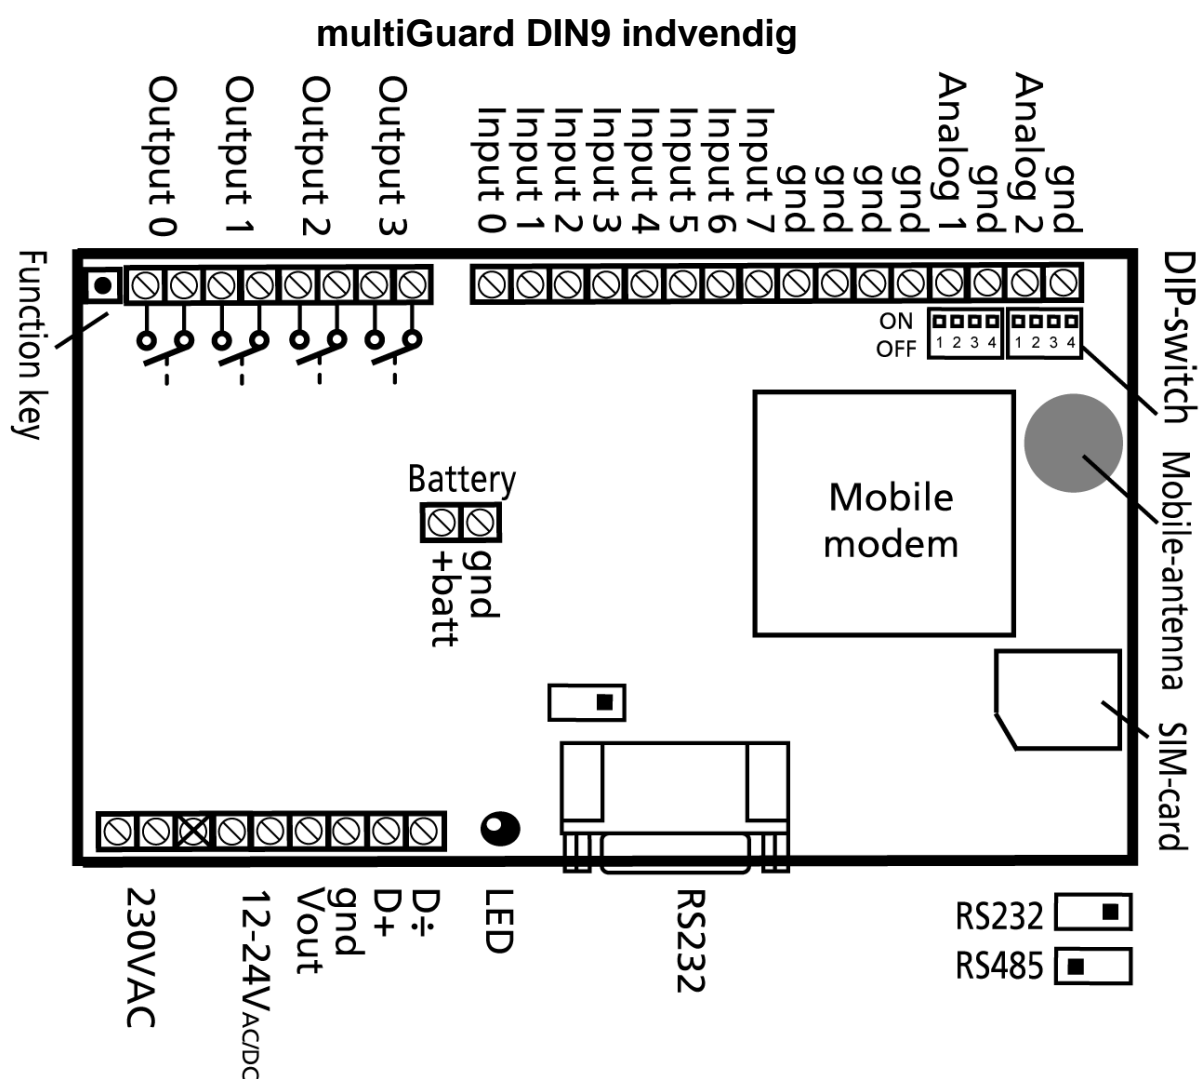 multiGuard DIN9 indvendig
Output 0
Output 1
Output 2
Output 3
Input 0
Input 1
Input 2
Input 3
Input 4
Input 5
Input 6
Input 7
gnd
gnd
gnd
gnd
Analog 1
gnd
Analog 2
gnd
Function key
DIP-switch
ON
OFF
1 2 3 4
1 2 3 4
Mobile-antenna
Battery
+batt
gnd
Mobile
modem
SIM-card
230VAC
12-24VAC/DC
Vout
gnd
D+
D÷
LED
RS232
RS232
RS485